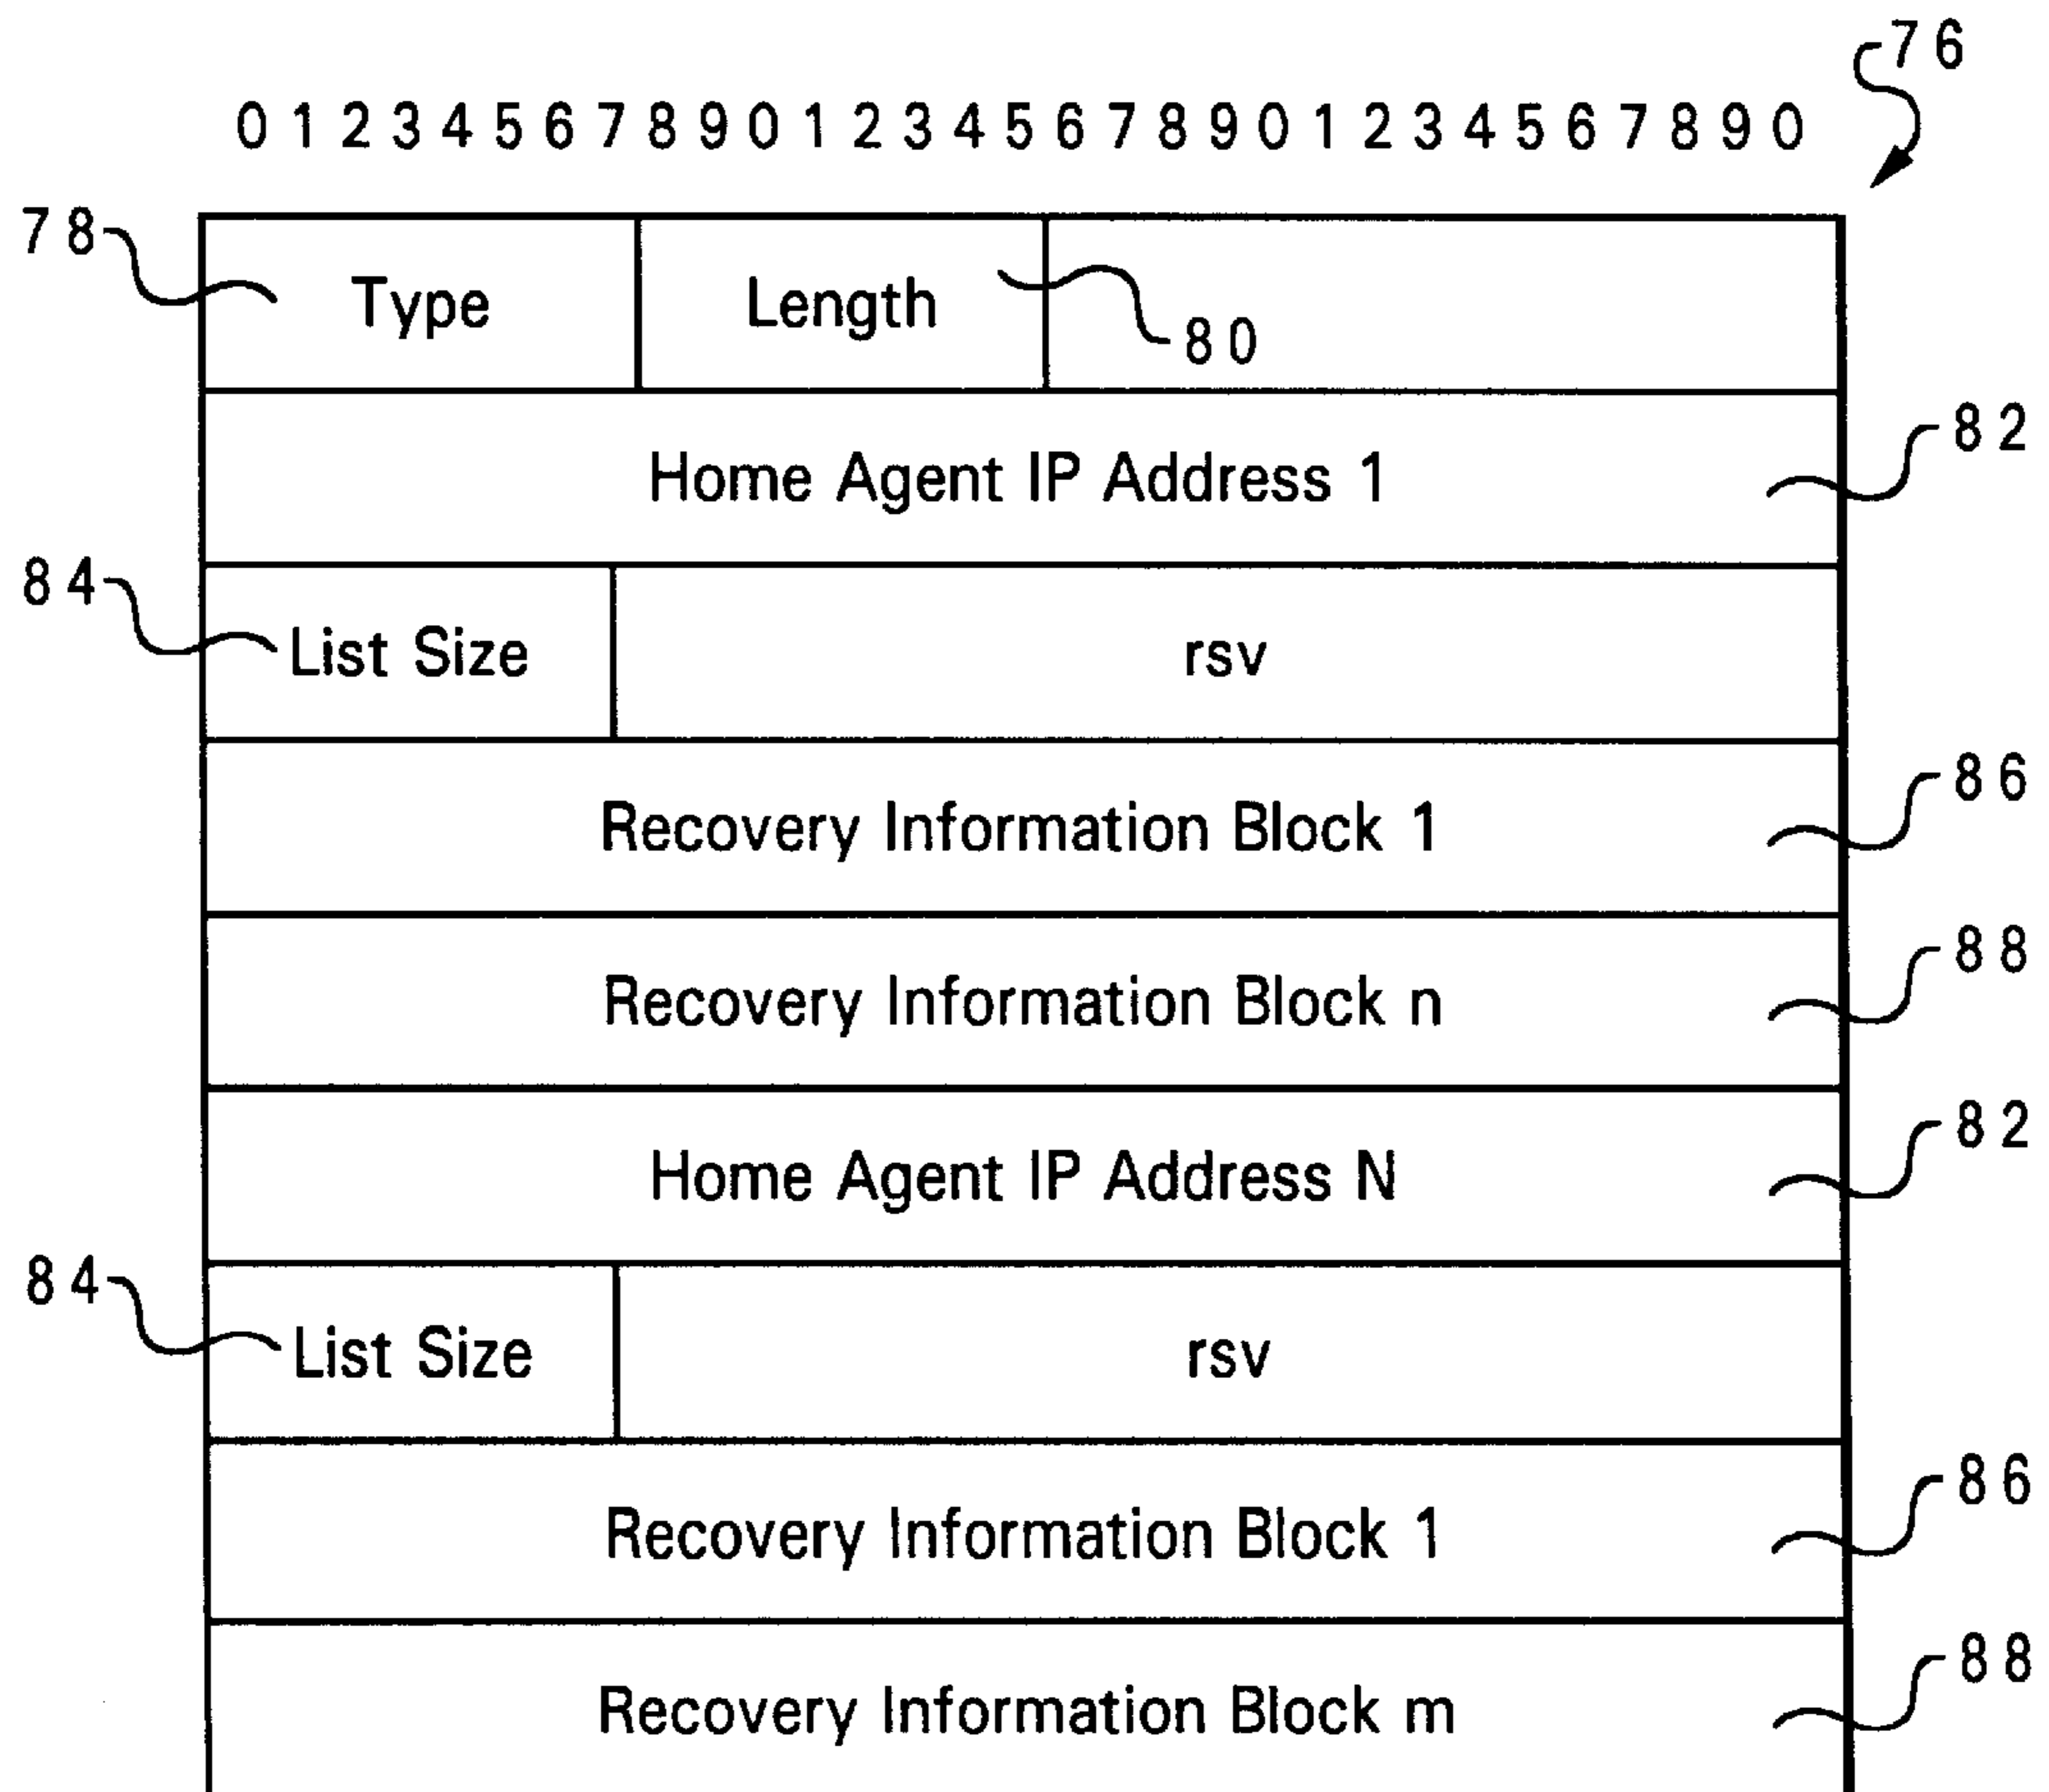 76
0 1 2 3 4 5 6 7 8 9 0 1 2 3 4 5 6 7 8 9 0 1 2 3 4 5 6 7 8 9 0
78
Type Length
80
Home Agent IP Address 1
82
84
List Size rsv
Recovery Information Block 1
86
Recovery Information Block n
88
Home Agent IP Address N
82
84
List Size rsv
Recovery Information Block 1
86
Recovery Information Block m
88